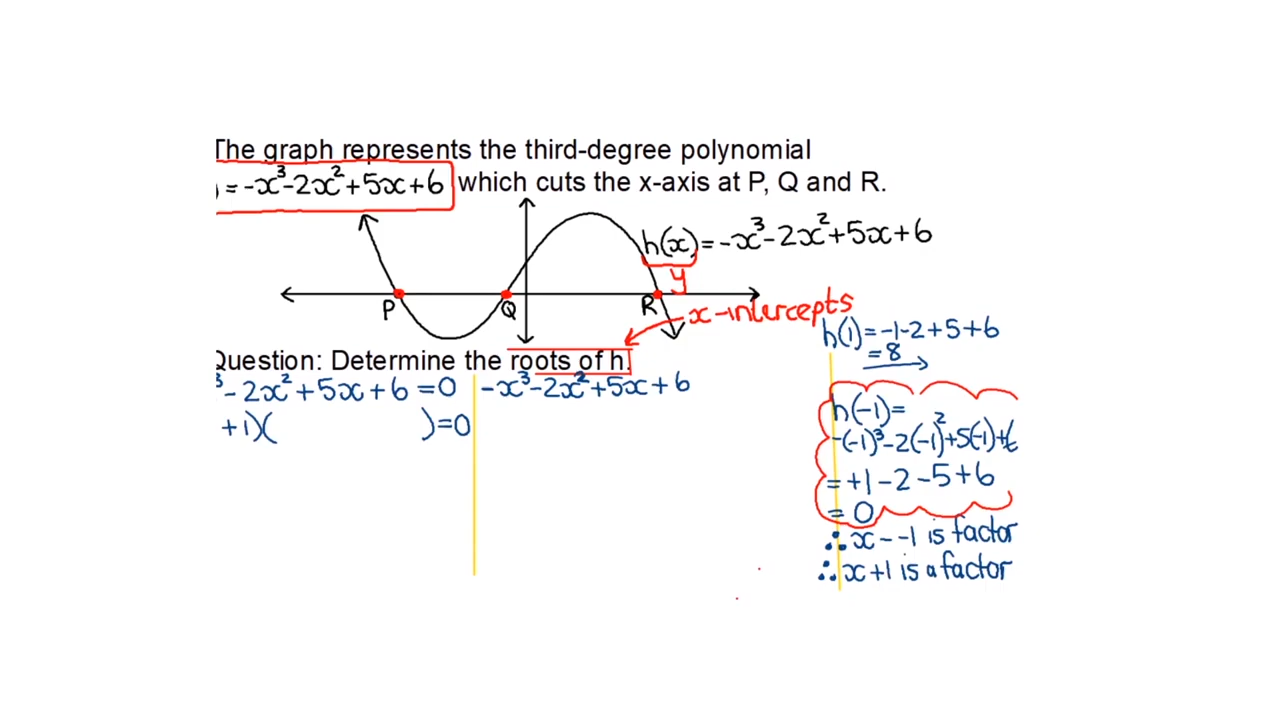 The graph represents the third-degree polynomial
) = -x³-2x²+5x+6 which cuts the x-axis at P, Q and R.
h(x) = -x³-2x²+5x+6
y
P
Q
R
x-intercepts
Question: Determine the roots of h.
³-2x²+5x+6=0
+1)( )=0
-x³-2x²+5x+6
h(1)=-1-2+5+6
=8
h(-1)=
-(-1)³-2(-1)²+5(-1)+
= +1-2-5+6
= 0
∴ x--1 is factor
∴ x+1 is a factor